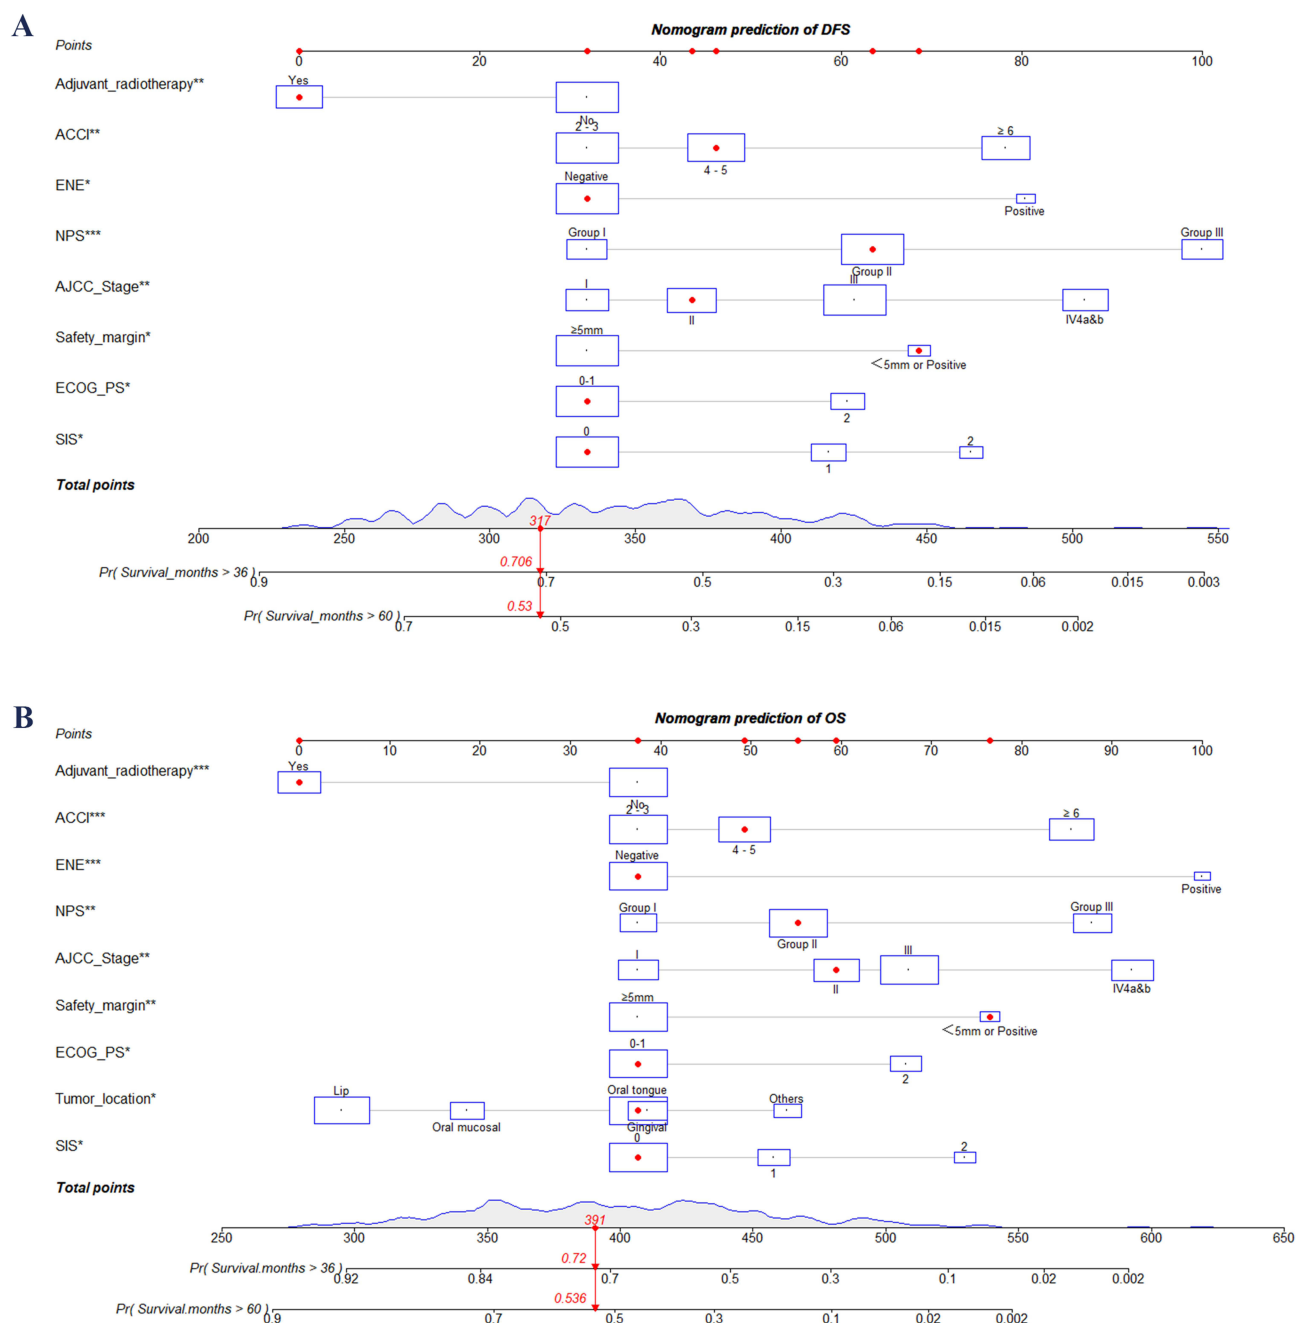 A
Nomogram prediction of DFS
Points
0 20 40 60 80 100
Adjuvant_radiotherapy**
Yes
No
ACCI**
2 - 3
4 - 5
≥ 6
ENE*
Negative
Positive
NPS***
Group I
Group II
Group III
AJCC_Stage**
I
II
III
IV4a&b
Safety_margin*
≥5mm
<5mm or Positive
ECOG_PS*
0-1
2
SIS*
0
1
2
Total points
317
200 250 300 350 400 450 500 550
0.706
Pr( Survival_months > 36 )
0.9 0.7 0.5 0.3 0.15 0.06 0.015 0.003
0.53
Pr( Survival_months > 60 )
0.7 0.5 0.3 0.15 0.06 0.015 0.002
B
Nomogram prediction of OS
Points
0 10 20 30 40 50 60 70 80 90 100
Adjuvant_radiotherapy***
Yes
No
ACCI***
2 - 3
4 - 5
≥ 6
ENE***
Negative
Positive
NPS**
Group I
Group II
Group III
AJCC_Stage**
I
II
III
IV4a&b
Safety_margin**
≥5mm
<5mm or Positive
ECOG_PS*
0-1
2
Tumor_location*
Lip
Oral mucosal
Oral tongue
Gingival
Others
SIS*
0
1
2
Total points
391
250 300 350 400 450 500 550 600 650
0.72
Pr( Survival.months > 36 )
0.92 0.84 0.7 0.5 0.3 0.1 0.02 0.002
0.536
Pr( Survival.months > 60 )
0.9 0.7 0.5 0.3 0.1 0.02 0.002